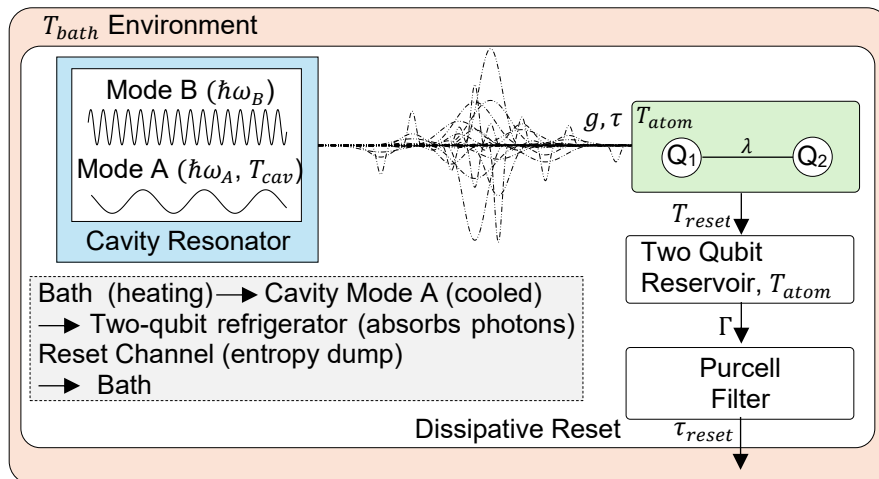 T_bath Environment
Mode B (ℏω_B)
Mode A (ℏω_A, T_cav)
Cavity Resonator
g, τ
T_atom
Q₁ λ Q₂
T_reset
Two Qubit
Reservoir, T_atom
Γ
Purcell
Filter
τ_reset
Dissipative Reset
Bath (heating) → Cavity Mode A (cooled)
→ Two-qubit refrigerator (absorbs photons)
Reset Channel (entropy dump)
→ Bath